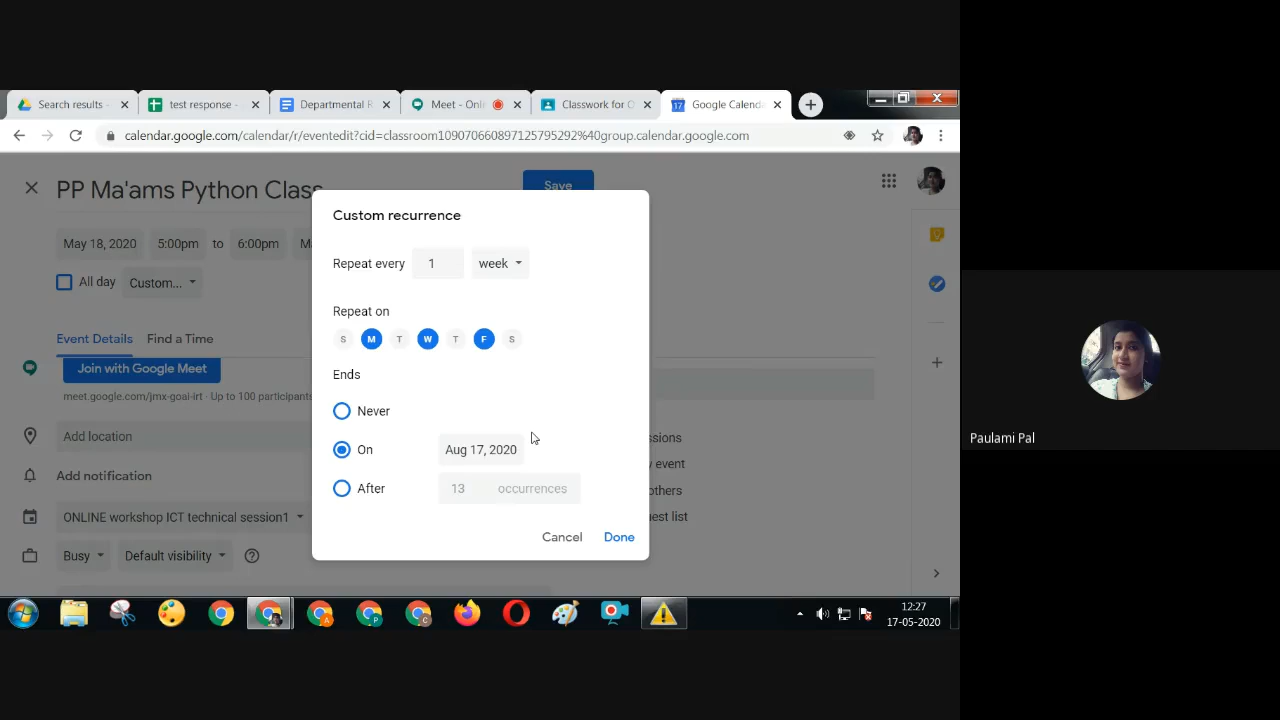 Search results -
test response -
Departmental R
Meet - Onli
Classwork for O
Google Calenda
calendar.google.com/calendar/r/eventedit?cid=classroom109070660897125795292%40group.calendar.google.com
PP Ma'ams Python Class
Save
May 18, 2020 5:00pm to 6:00pm Ma
All day Custom...
Event Details Find a Time
Join with Google Meet
meet.google.com/jmx-goai-irt · Up to 100 participants
Add location
Add notification
ONLINE workshop ICT technical session1
Busy Default visibility
Custom recurrence
Repeat every 1 week
Repeat on
S M T W T F S
Ends
Never
On Aug 17, 2020
After 13 occurrences
Cancel Done
ssions
y event
others
uest list
Paulami Pal
12:27
17-05-2020